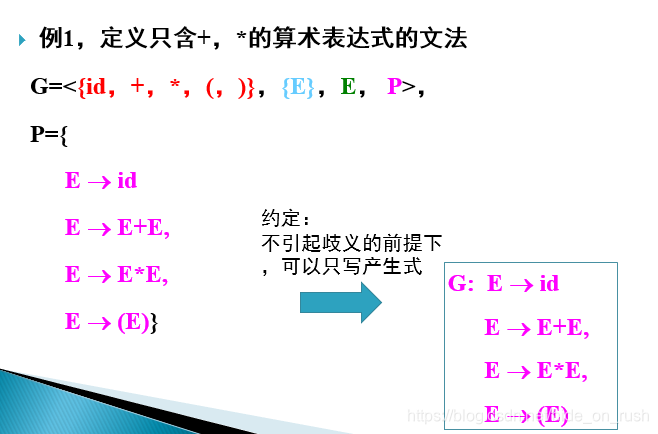 例1，定义只含+，*的算术表达式的文法
G=<{id，+，*，(，)}，{E}，E， P>，
P={
E → id
E → E+E,
E → E*E,
E → (E)}
约定：
不引起歧义的前提下
，可以只写产生式
G: E → id
E → E+E,
E → E*E,
E → (E)